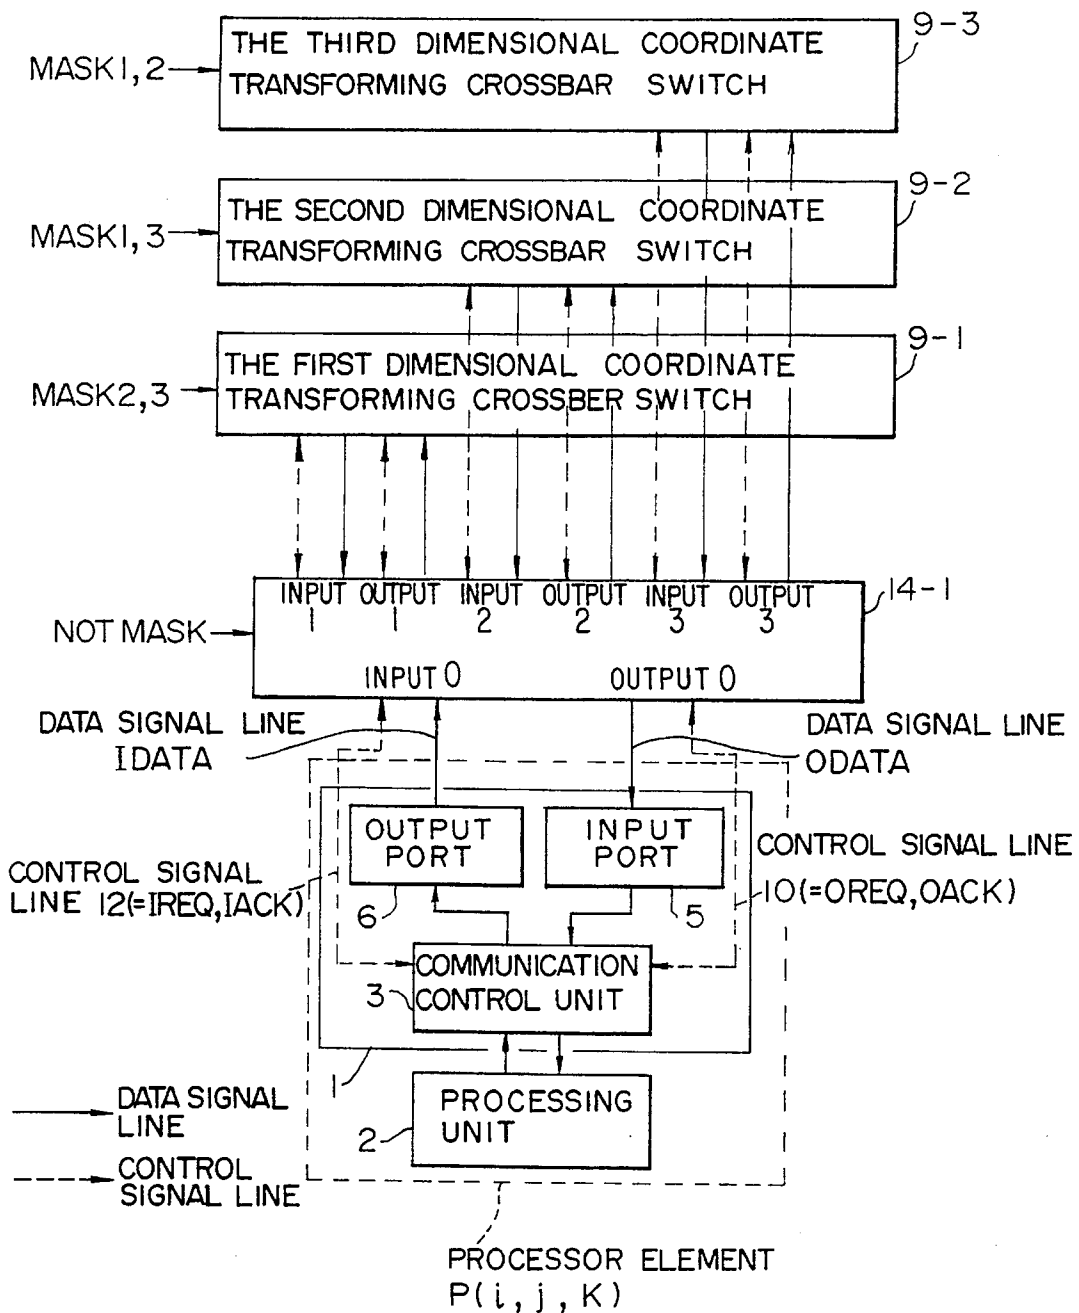 9-3
THE THIRD DIMENSIONAL COORDINATE
TRANSFORMING CROSSBAR SWITCH
MASK1,2
9-2
THE SECOND DIMENSIONAL COORDINATE
TRANSFORMING CROSSBAR SWITCH
MASK1,3
9-1
THE FIRST DIMENSIONAL COORDINATE
TRANSFORMING CROSSBER SWITCH
MASK2,3
14-1
INPUT OUTPUT INPUT OUTPUT INPUT OUTPUT
1 1 2 2 3 3
NOT MASK
INPUT 0 OUTPUT 0
DATA SIGNAL LINE
IDATA
DATA SIGNAL LINE
ODATA
OUTPUT
PORT
INPUT
PORT
CONTROL SIGNAL
LINE 12(=IREQ,IACK)
CONTROL SIGNAL LINE
10(=OREQ,OACK)
6
5
COMMUNICATION
CONTROL UNIT
3
1
PROCESSING
UNIT
2
DATA SIGNAL
LINE
CONTROL
SIGNAL LINE
PROCESSOR ELEMENT
P(i,j,K)